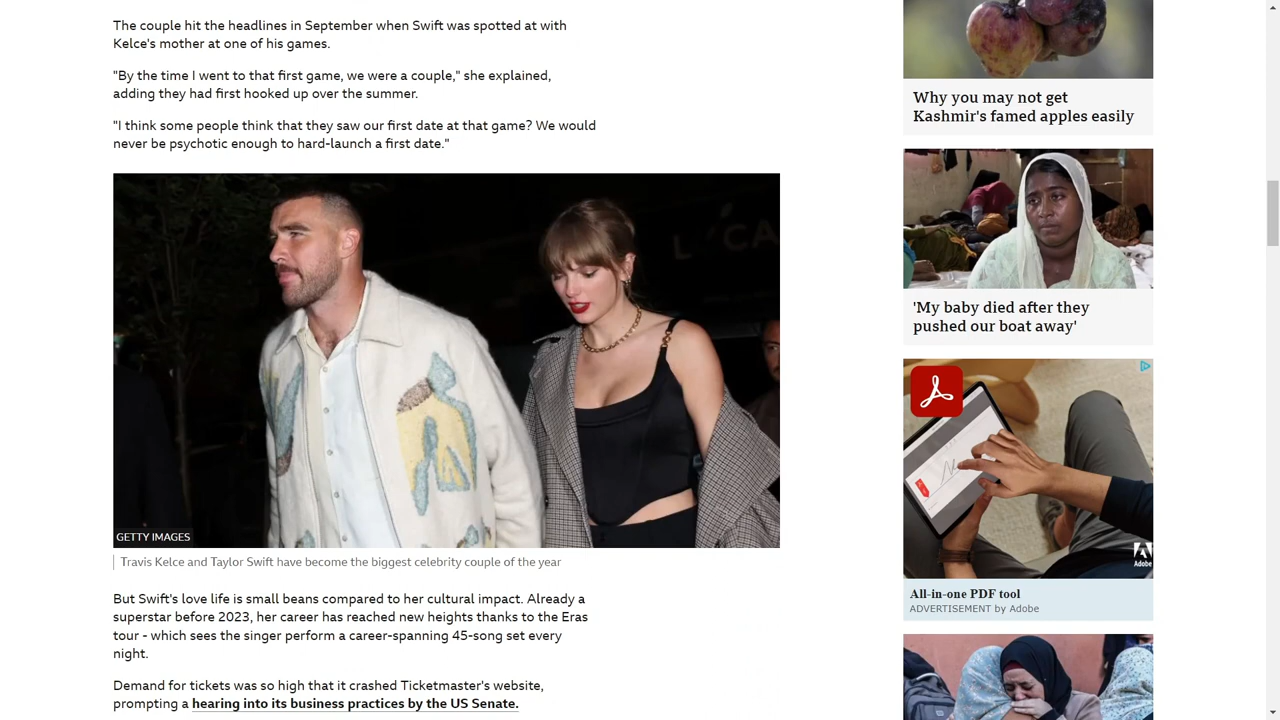 The couple hit the headlines in September when Swift was spotted at with
Kelce's mother at one of his games.
"By the time I went to that first game, we were a couple," she explained,
adding they had first hooked up over the summer.
"I think some people think that they saw our first date at that game? We would
never be psychotic enough to hard-launch a first date."
GETTY IMAGES
Travis Kelce and Taylor Swift have become the biggest celebrity couple of the year
But Swift's love life is small beans compared to her cultural impact. Already a
superstar before 2023, her career has reached new heights thanks to the Eras
tour - which sees the singer perform a career-spanning 45-song set every
night.
Demand for tickets was so high that it crashed Ticketmaster's website,
prompting a hearing into its business practices by the US Senate.
Why you may not get
Kashmir's famed apples easily
'My baby died after they
pushed our boat away'
Adobe
All-in-one PDF tool
ADVERTISEMENT by Adobe